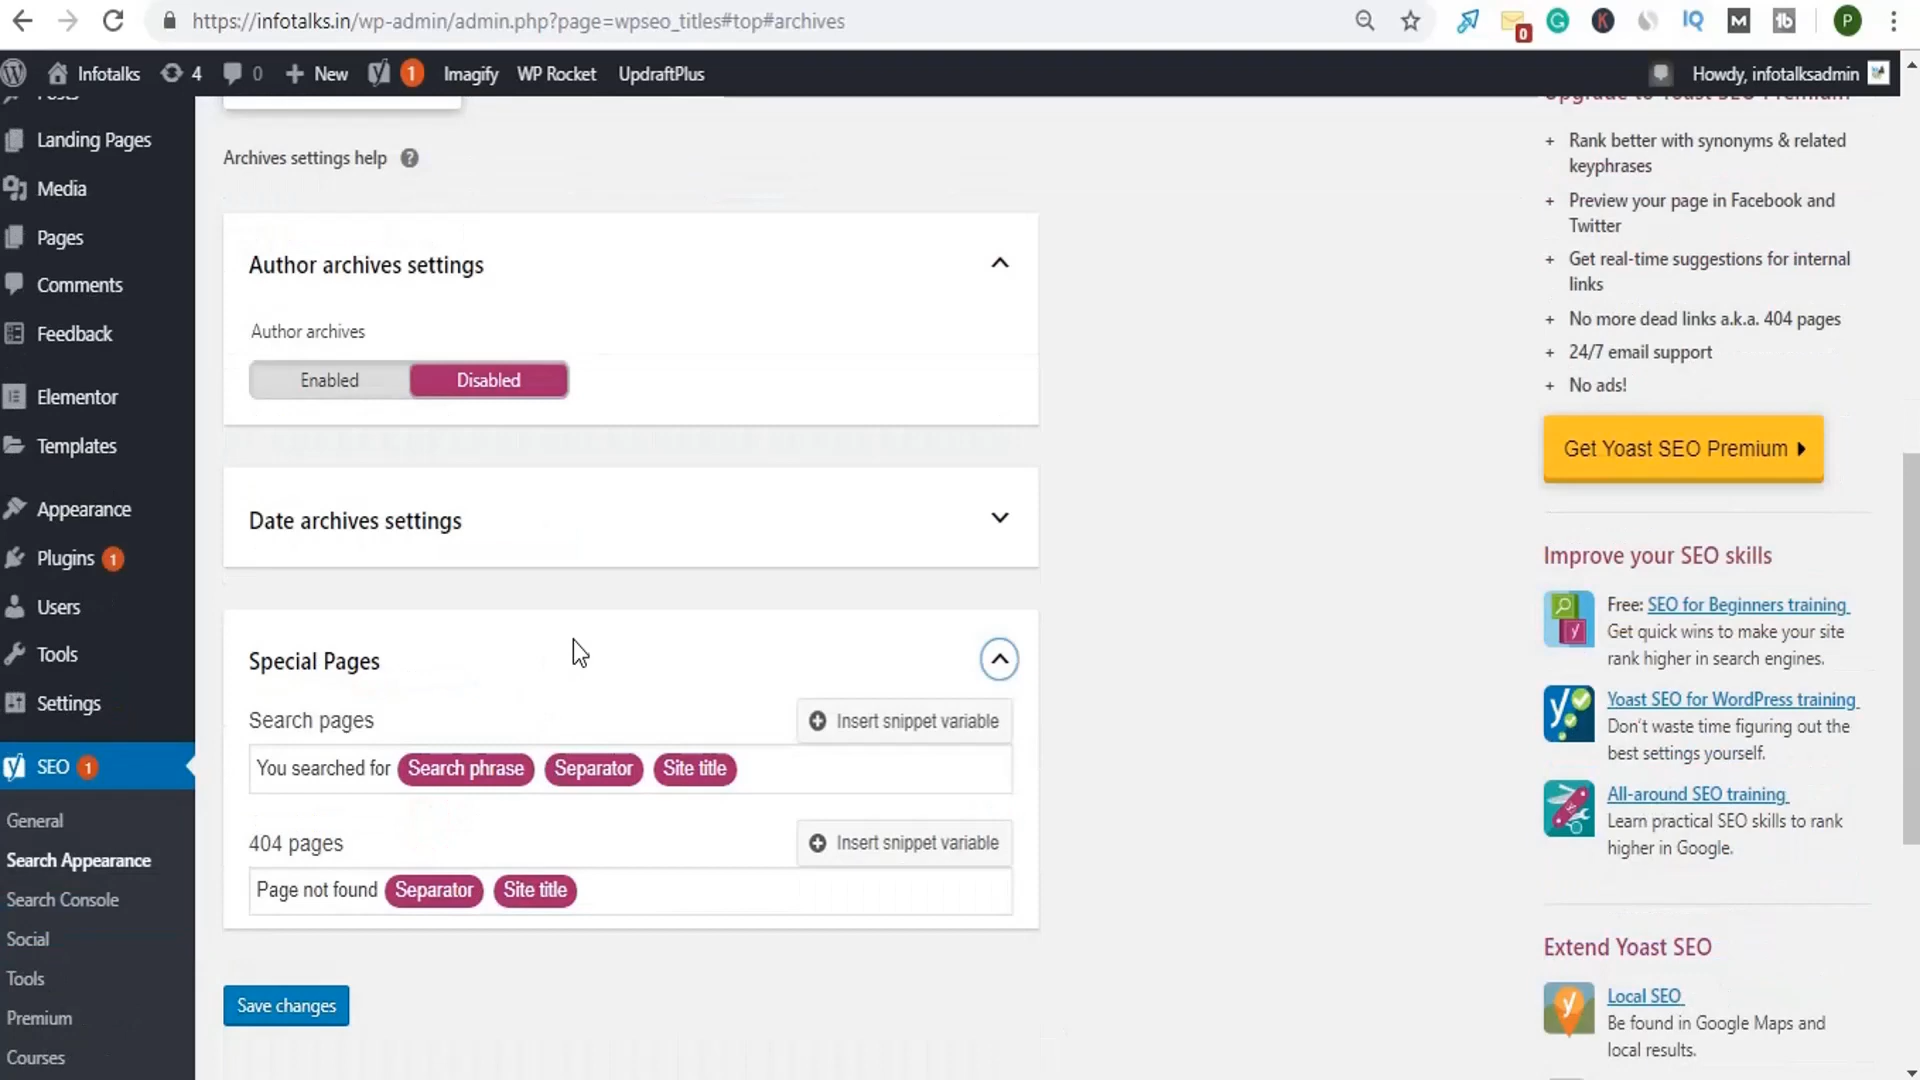 https://infotalks.in/wp-admin/admin.php?page=wpseo_titles#top#archives
0
G
K
IQ
M
tb
P
Infotalks
4
0
New
1
Imagify
WP Rocket
UpdraftPlus
Howdy, infotalksadmin
Posts
Landing Pages
Media
Pages
Comments
Feedback
Elementor
Templates
Appearance
Plugins 1
Users
Tools
Settings
SEO 1
General
Search Appearance
Search Console
Social
Tools
Premium
Courses
Archives settings help ?
Author archives settings
Author archives
Enabled Disabled
Date archives settings
Special Pages
Search pages
Insert snippet variable
You searched for Search phrase Separator Site title
404 pages
Insert snippet variable
Page not found Separator Site title
Save changes
Upgrade to Yoast SEO Premium
+ Rank better with synonyms & related
keyphrases
+ Preview your page in Facebook and
Twitter
+ Get real-time suggestions for internal
links
+ No more dead links a.k.a. 404 pages
+ 24/7 email support
+ No ads!
Get Yoast SEO Premium
Improve your SEO skills
Free: SEO for Beginners training
Get quick wins to make your site
rank higher in search engines.
Yoast SEO for WordPress training
Don't waste time figuring out the
best settings yourself.
All-around SEO training
Learn practical SEO skills to rank
higher in Google.
Extend Yoast SEO
Local SEO
Be found in Google Maps and
local results.